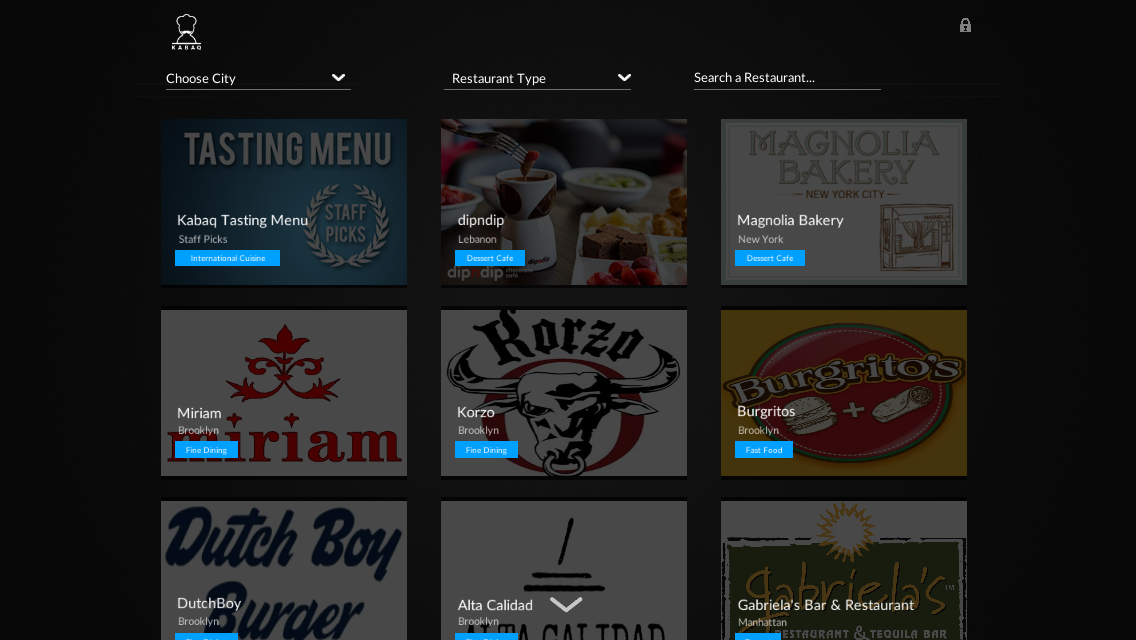 KABAQ
Choose City
Restaurant Type
Search a Restaurant...
TASTING MENU
STAFF
PICKS
Kabaq Tasting Menu
Staff Picks
International Cuisine
dipndip
Lebanon
Dessert Cafe
dip dip
MAGNOLIA
BAKERY
NEW YORK CITY
Magnolia Bakery
New York
Dessert Cafe
miriam
Miriam
Brooklyn
Fine Dining
Korzo
Korzo
Brooklyn
Fine Dining
Burgrito's
Burgritos
Brooklyn
Fast Food
Dutch Boy
Burger
DutchBoy
Brooklyn
ALTA CALIDAD
Alta Calidad
Brooklyn
gabriela's
TM
RESTAURANT & TEQUILA BAR
Gabriela's Bar & Restaurant
Manhattan